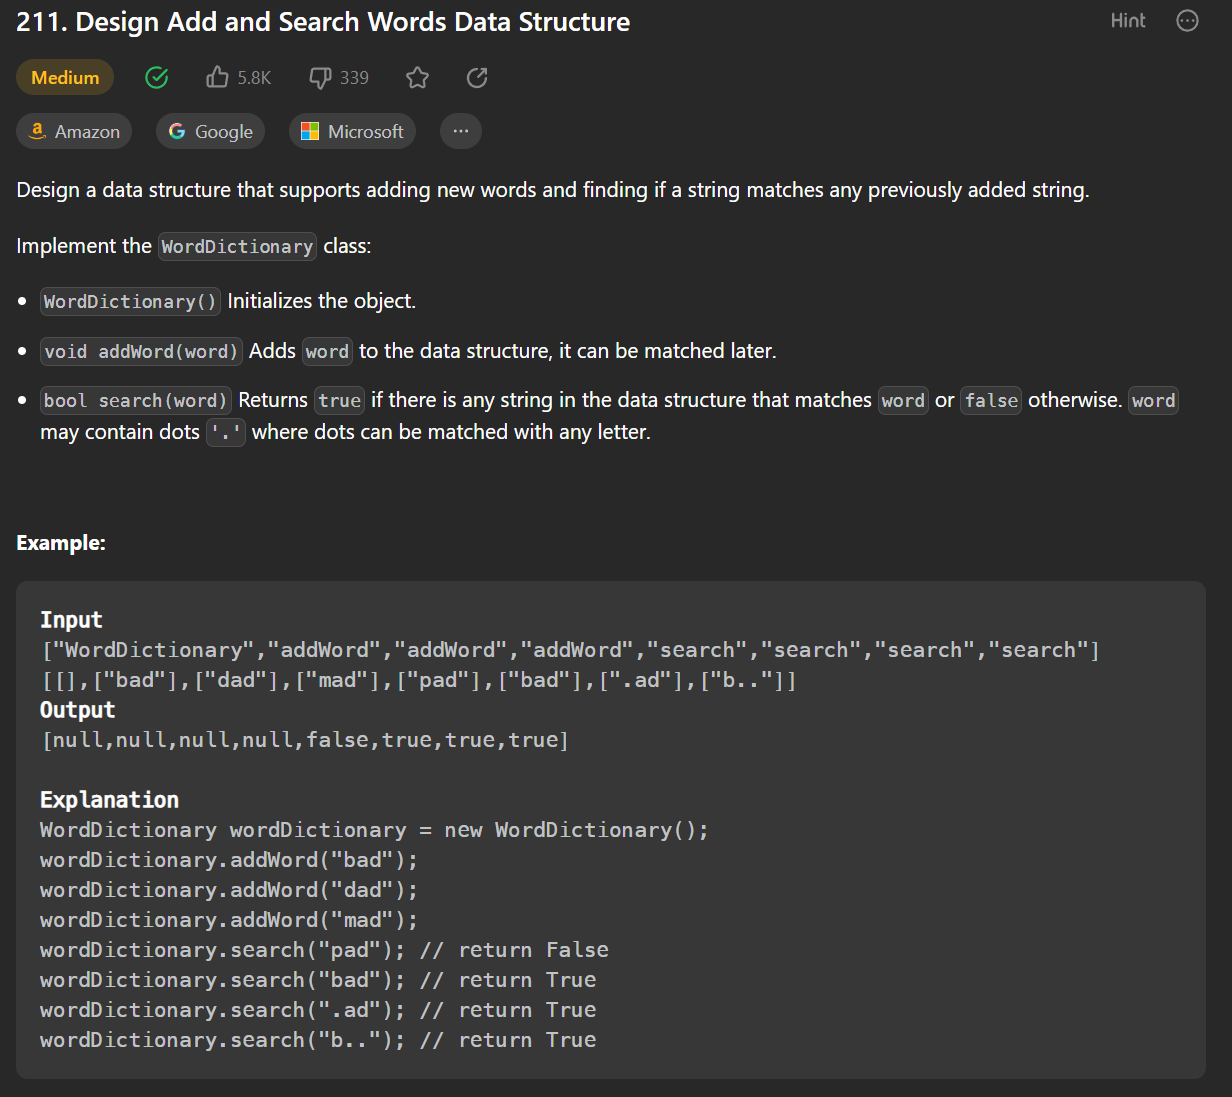 211. Design Add and Search Words Data Structure
Hint
Medium
5.8K
339
Amazon
Google
Microsoft
Design a data structure that supports adding new words and finding if a string matches any previously added string.
Implement the WordDictionary class:
• WordDictionary() Initializes the object.
• void addWord(word) Adds word to the data structure, it can be matched later.
• bool search(word) Returns true if there is any string in the data structure that matches word or false otherwise. word
may contain dots '.' where dots can be matched with any letter.
Example:
Input
["WordDictionary","addWord","addWord","addWord","search","search","search","search"]
[[],["bad"],["dad"],["mad"],["pad"],["bad"],[".ad"],["b.."]]
Output
[null,null,null,null,false,true,true,true]
Explanation
WordDictionary wordDictionary = new WordDictionary();
wordDictionary.addWord("bad");
wordDictionary.addWord("dad");
wordDictionary.addWord("mad");
wordDictionary.search("pad"); // return False
wordDictionary.search("bad"); // return True
wordDictionary.search(".ad"); // return True
wordDictionary.search("b.."); // return True